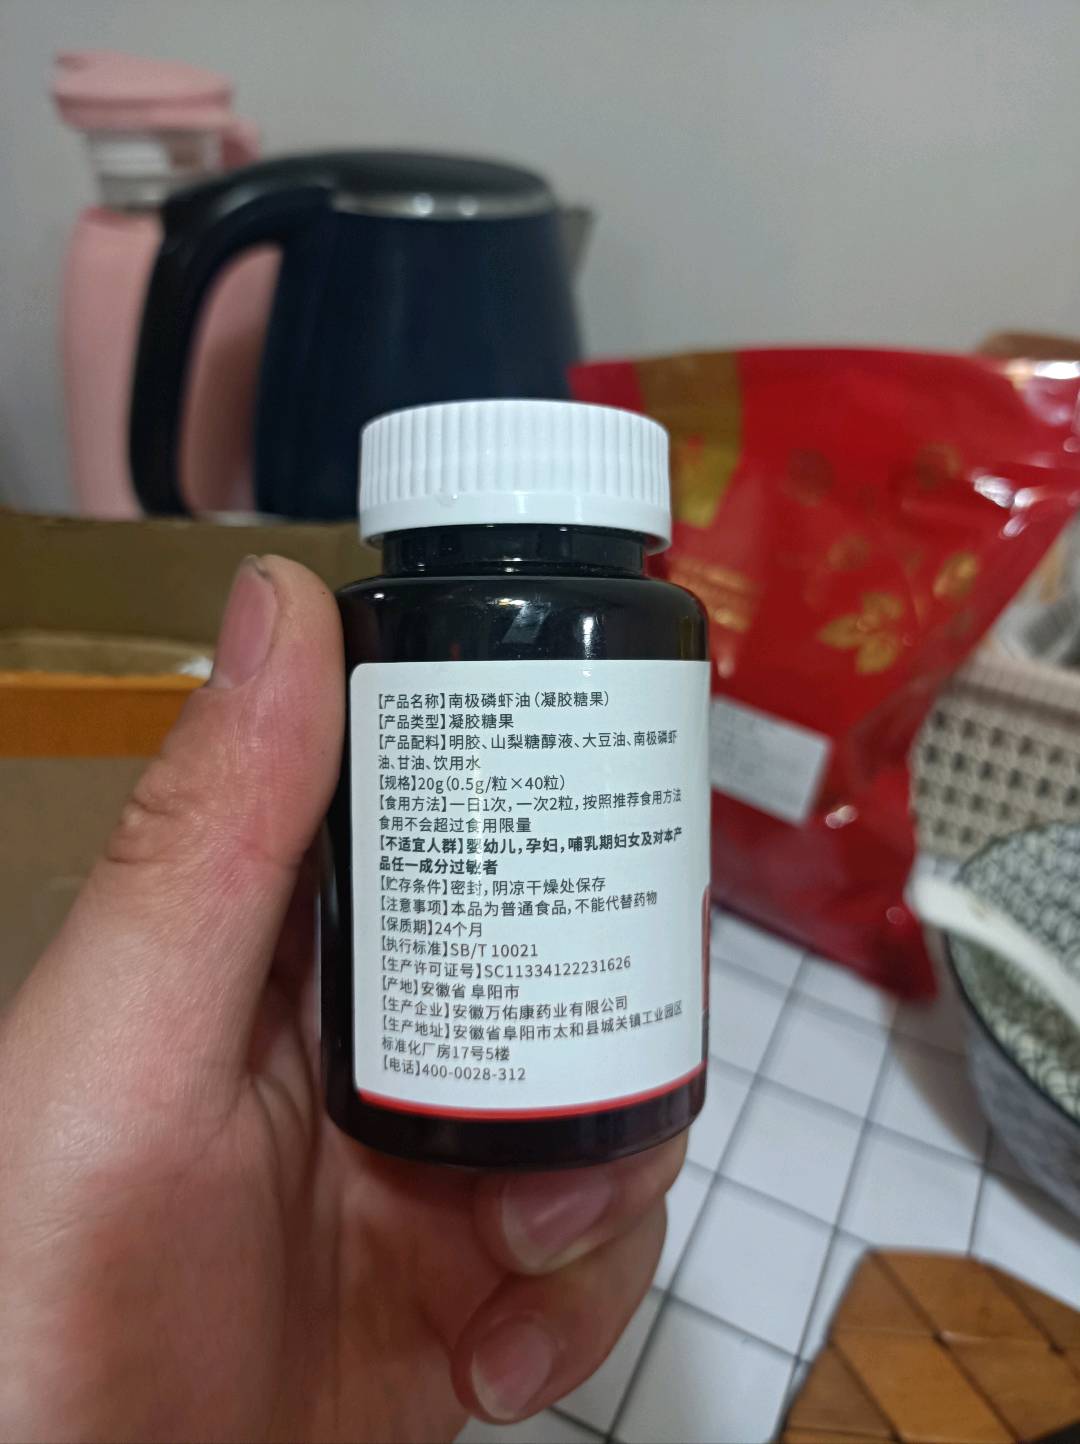 【产品名称】南极磷虾油（凝胶糖果）
【产品类型】凝胶糖果
【产品配料】明胶、山梨糖醇液、大豆油、南极磷虾
油、甘油、饮用水
【规格】20g（0.5g/粒×40粒）
【食用方法】一日1次，一次2粒，按照推荐食用方法
食用不会超过食用限量
【不适宜人群】婴幼儿，孕妇，哺乳期妇女及对本产
品任一成分过敏者
【贮存条件】密封，阴凉干燥处保存
【注意事项】本品为普通食品，不能代替药物
【保质期】24个月
【执行标准】SB/T 10021
【生产许可证号】SC11334122231626
【产地】安徽省 阜阳市
【生产企业】安徽万佑康药业有限公司
【生产地址】安徽省阜阳市太和县城关镇工业园区
标准化厂房17号5楼
【电话】400-0028-312